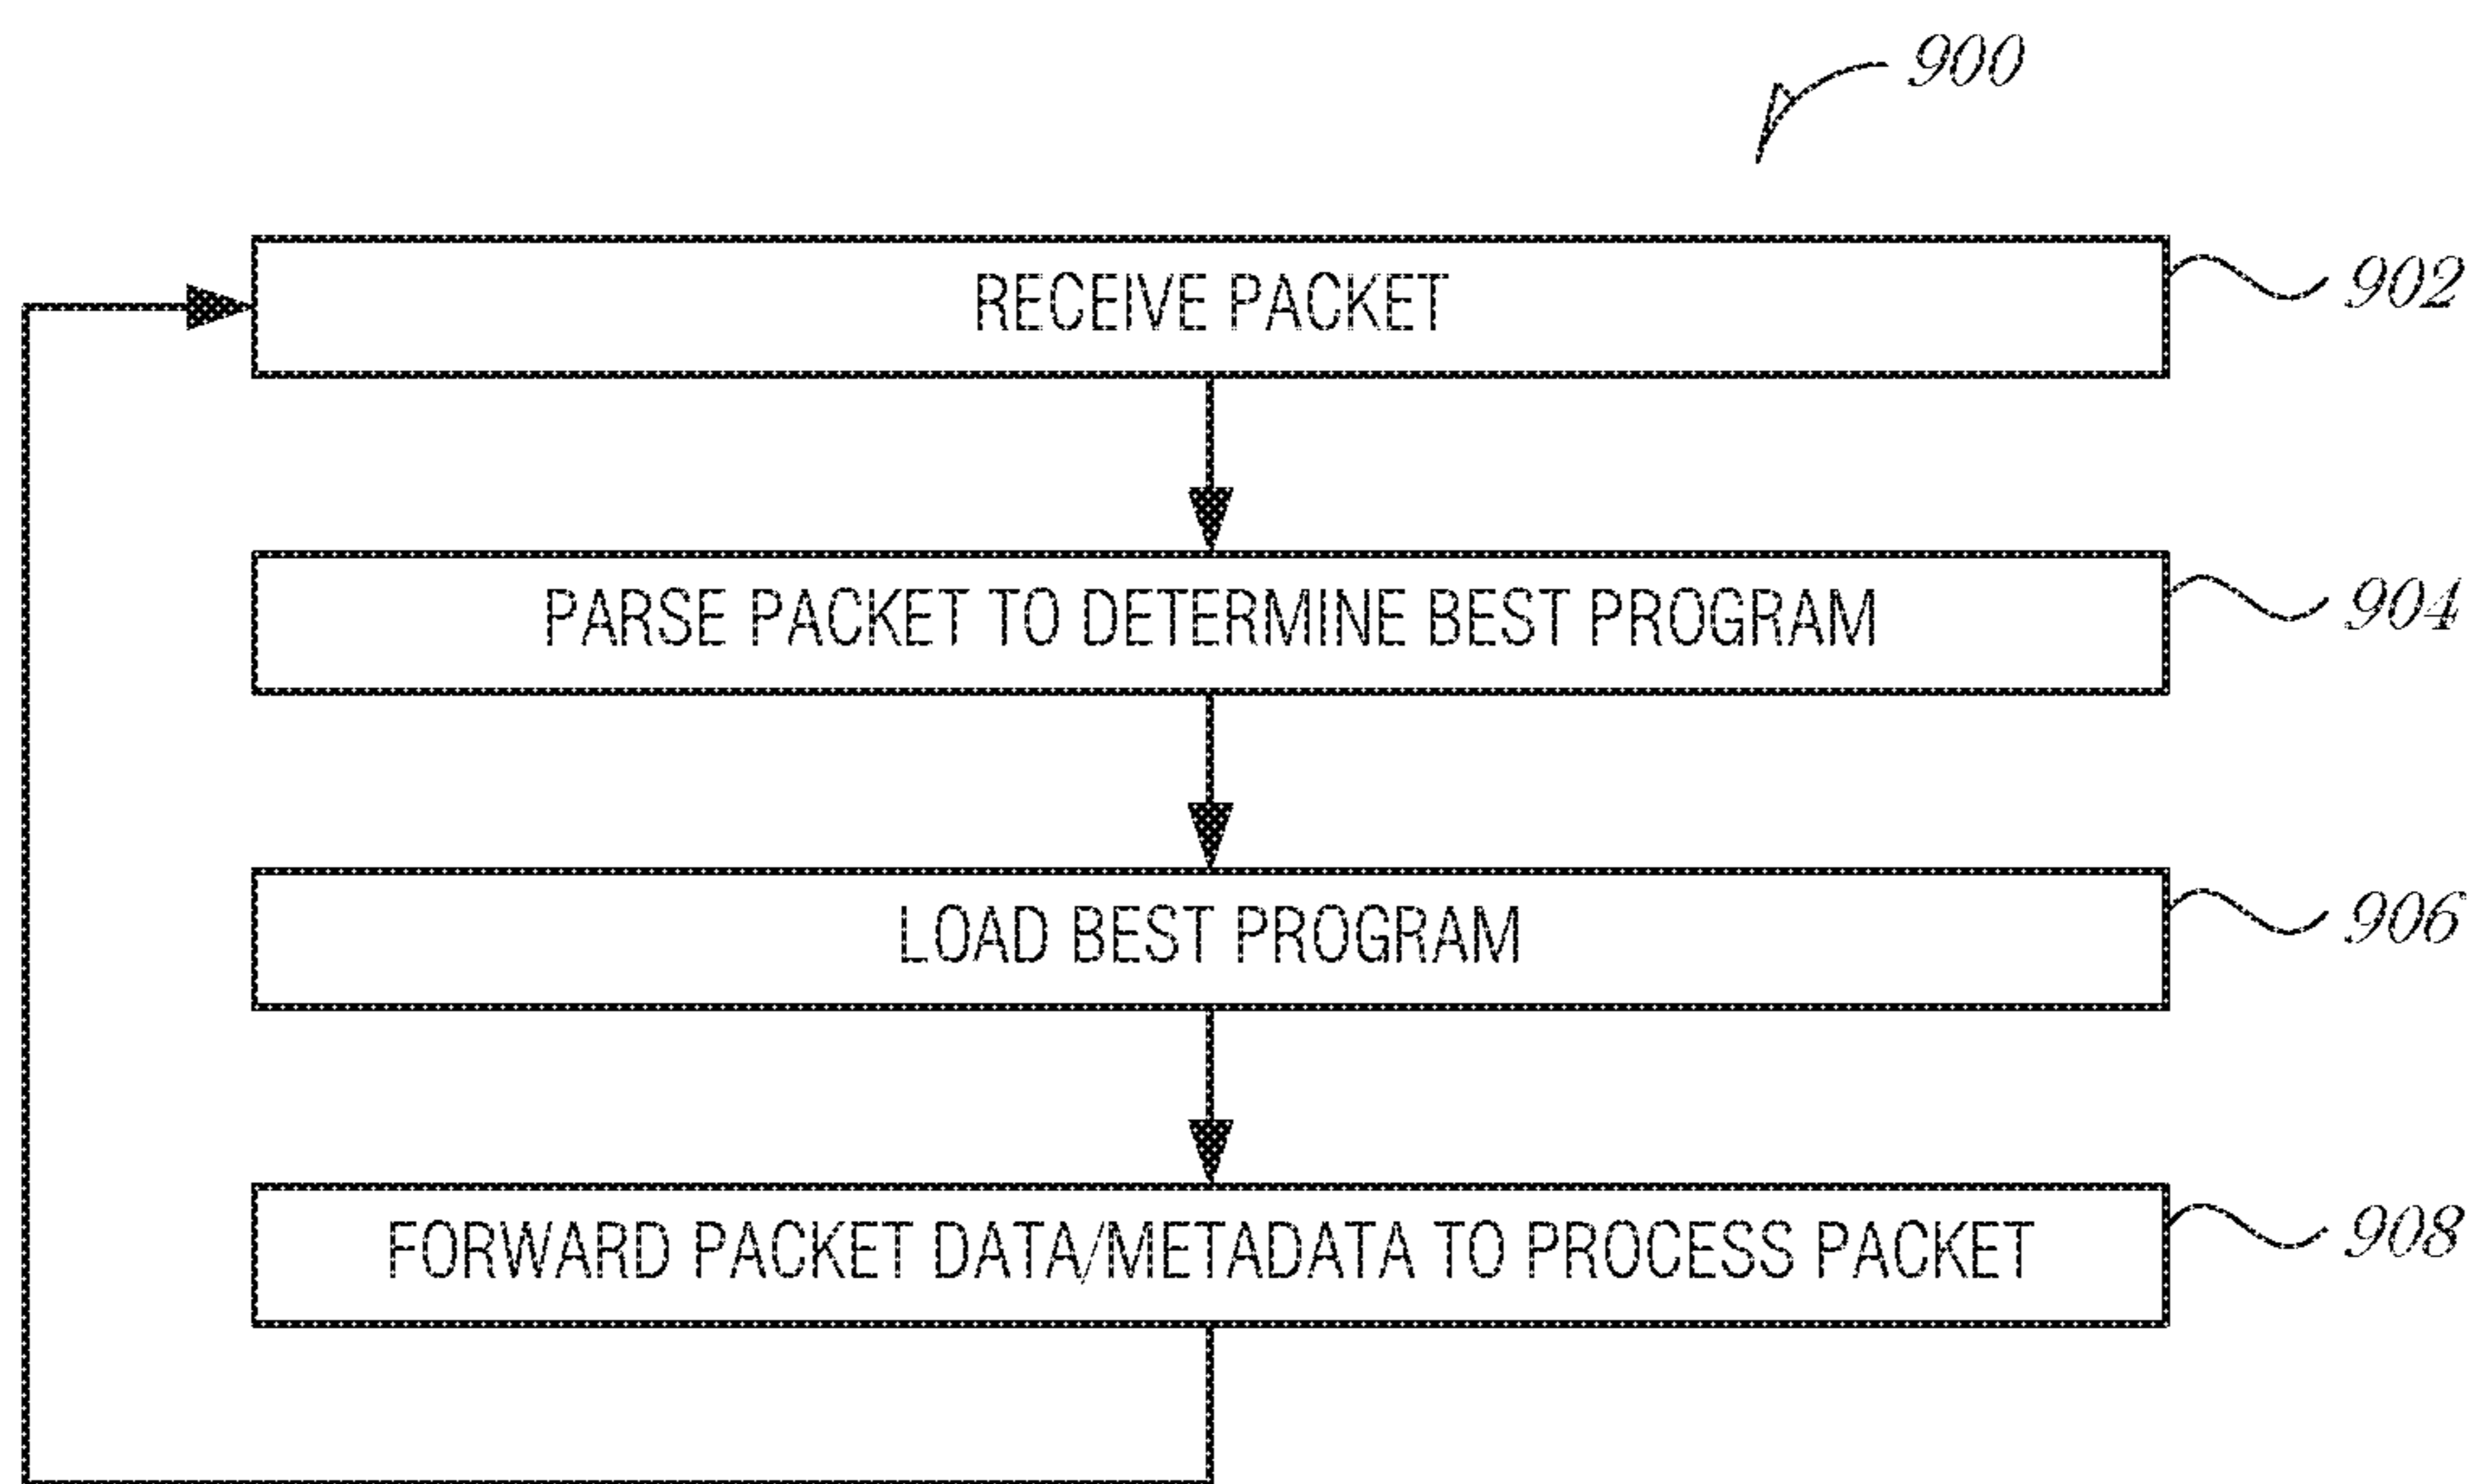 900
RECEIVE PACKET
902
PARSE PACKET TO DETERMINE BEST PROGRAM
904
LOAD BEST PROGRAM
906
FORWARD PACKET DATA/METADATA TO PROCESS PACKET
908